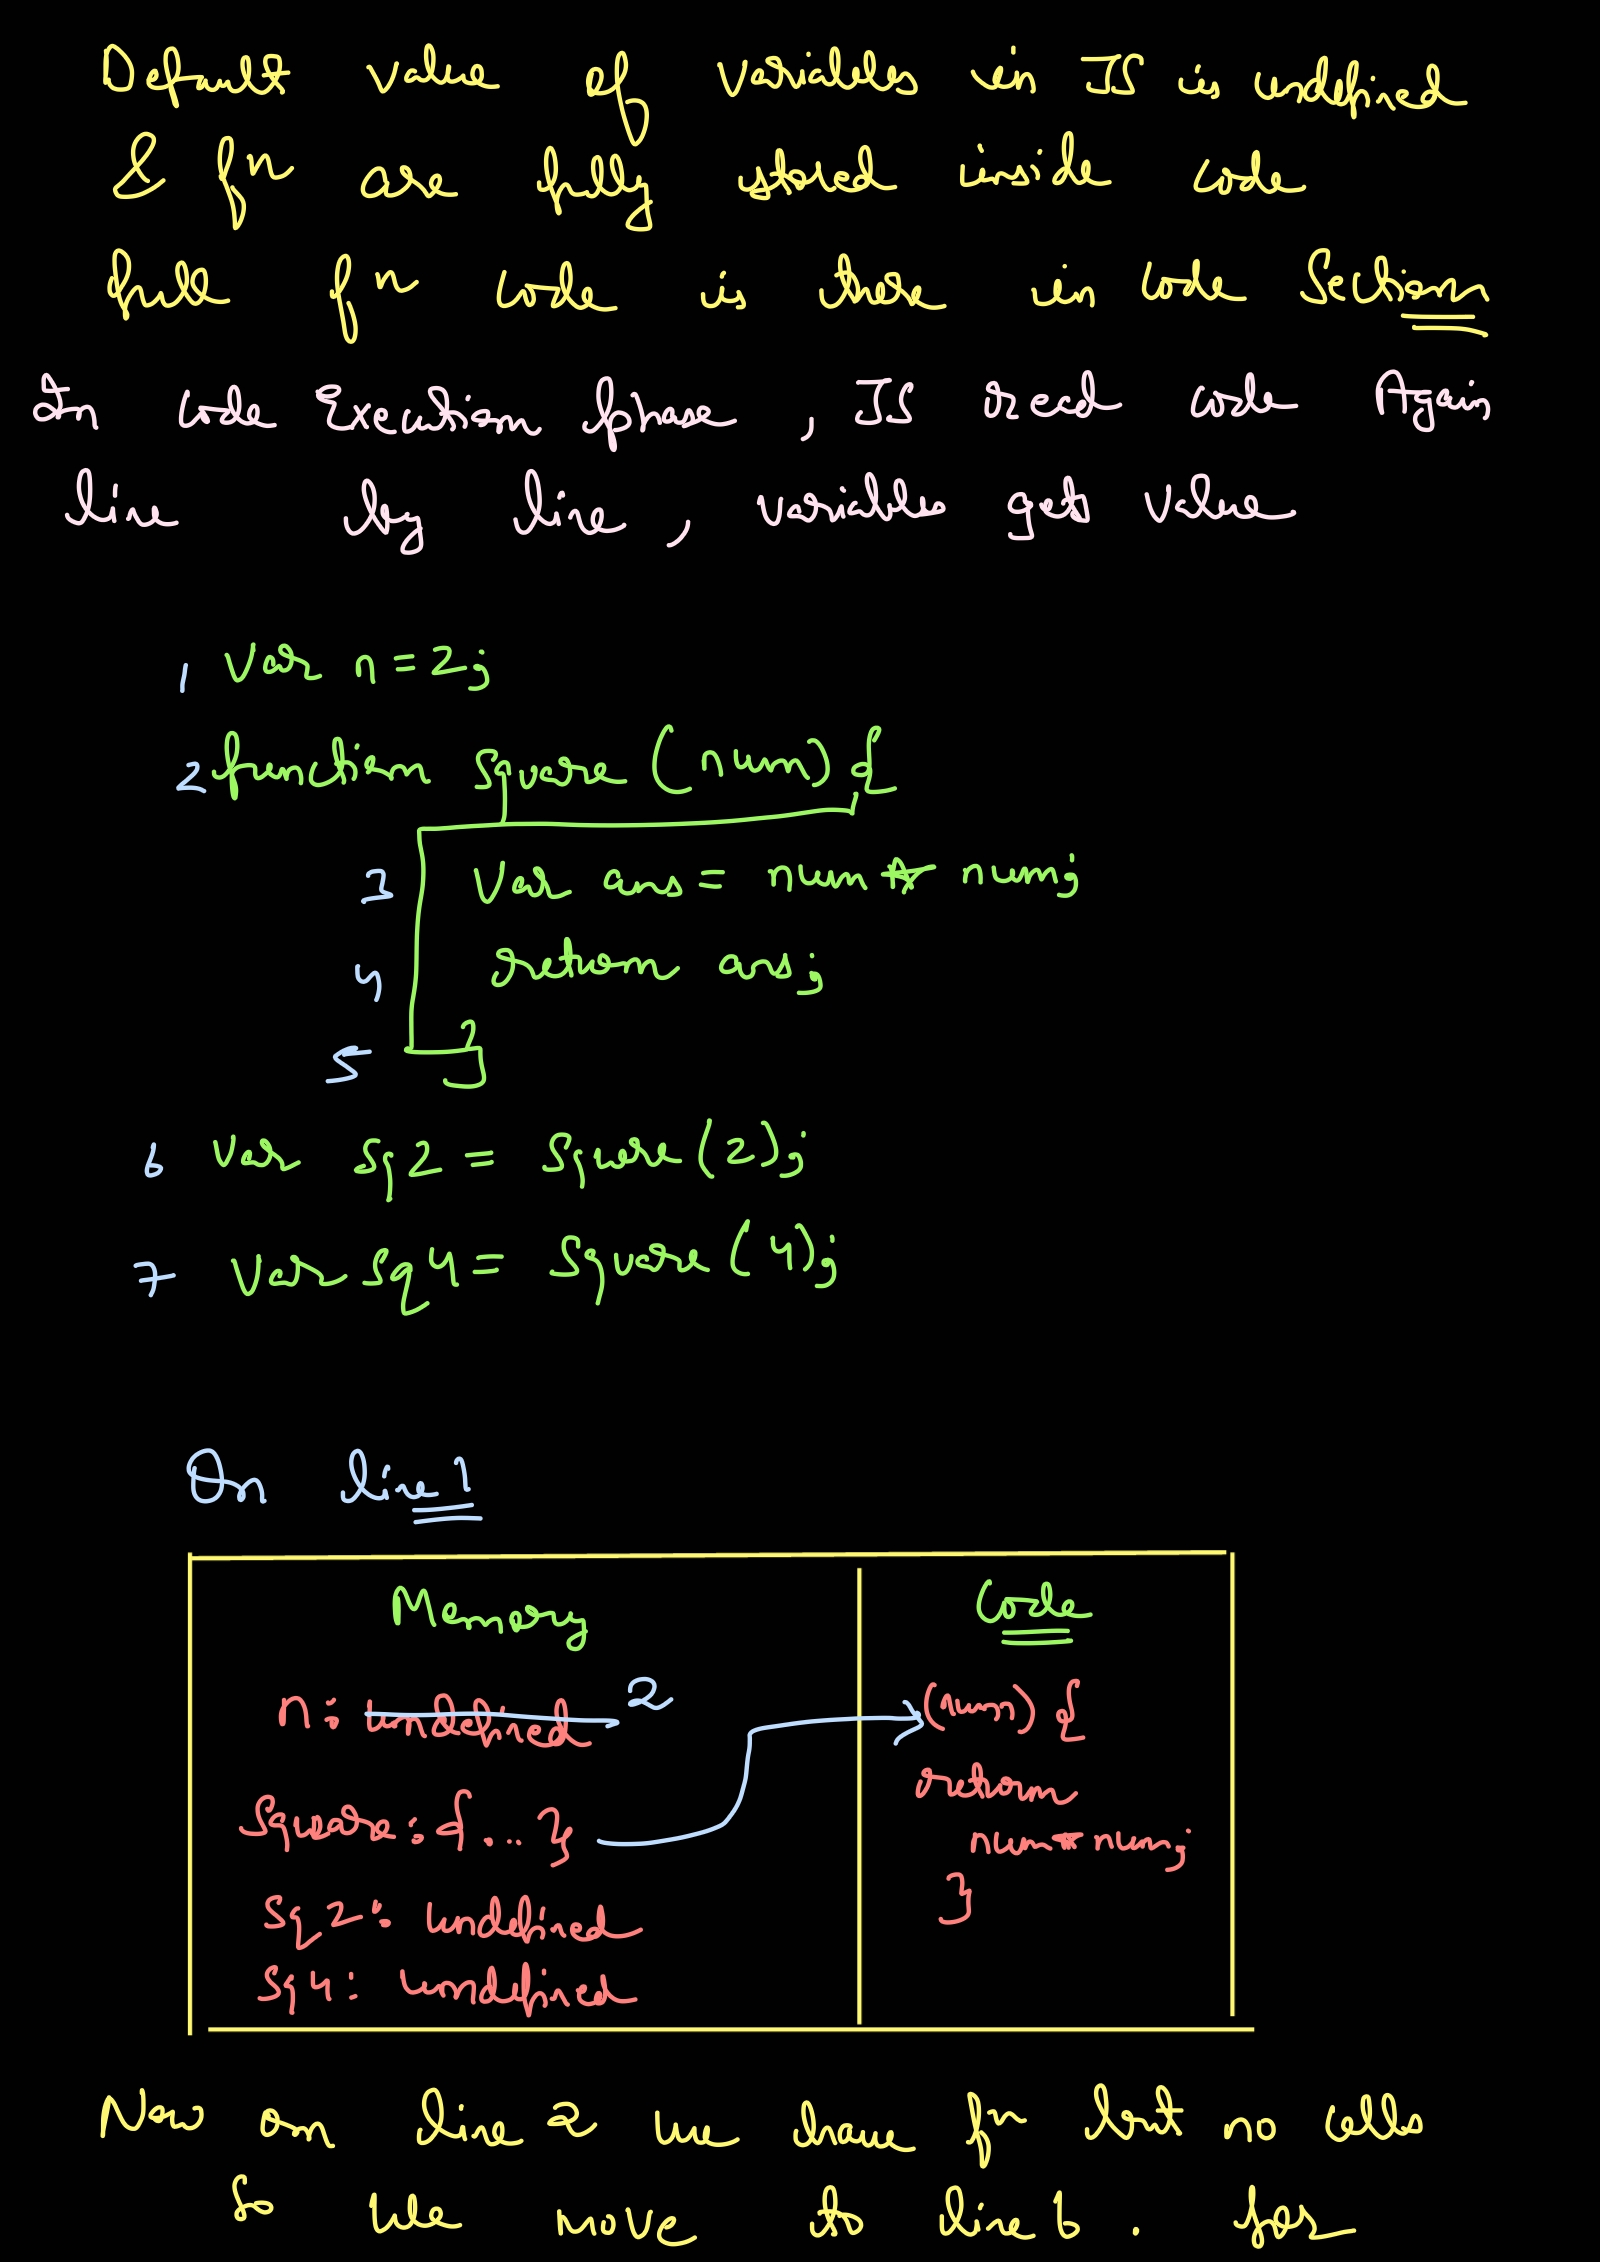 Default value of variables in JS is undefined
& fn are fully stored inside code
full fn code is there in code Section
In code Execution phase, JS read code Again
line by line, variables get value
1 Var n = 2;
2 function square (num) {
3 Var ans = num * num;
4 return ans;
5 }
6 Var Sq2 = Square(2);
7 Var Sq4 = Square(4);
On line 1
Memory Code
n: undefined 2 (num) {
return
Square: {...} num * num;
}
Sq2: undefined
Sq4: undefined
Now on line 2 we have fn but no calls
So we move to line 6. for